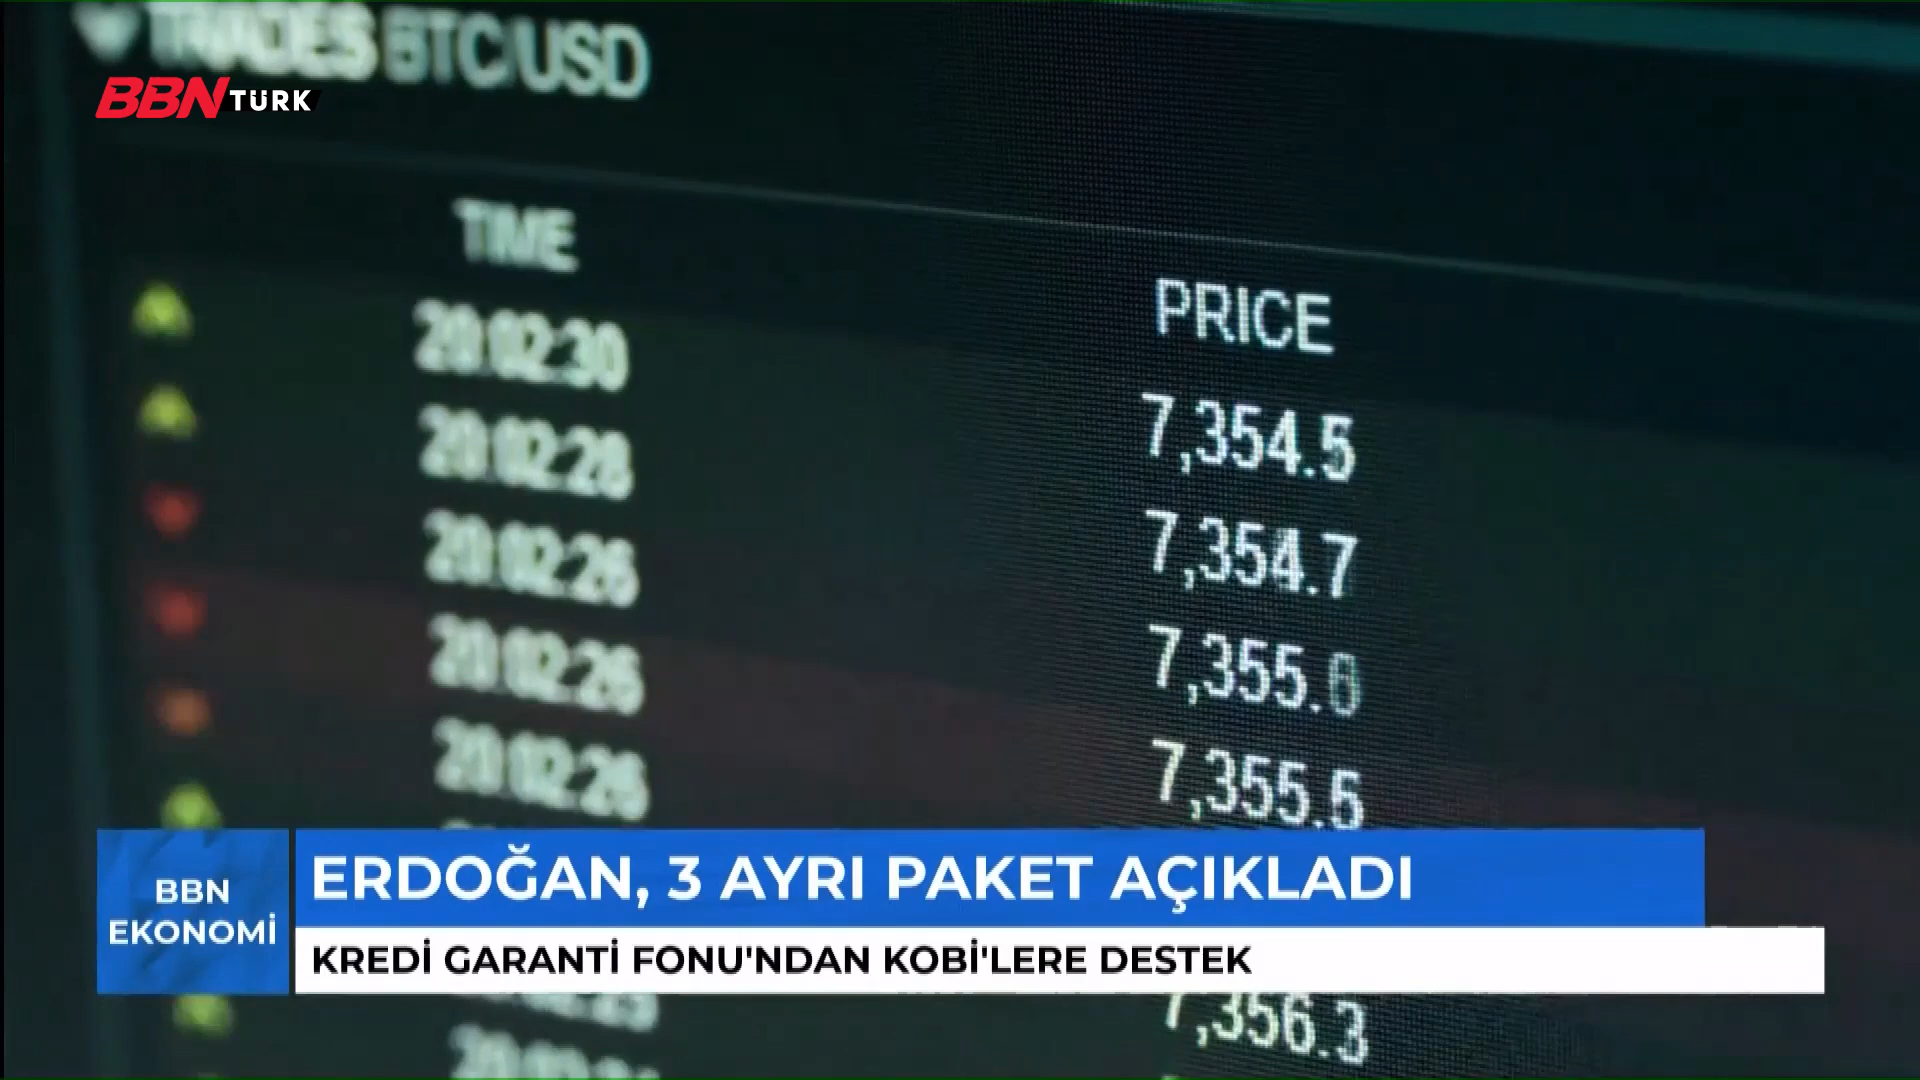 TRADES BTC/USD
BBN TURK
TIME
PRICE
20:02:30
7,354.5
20:02:28
7,354.7
20:02:26
7,355.0
20:02:26
7,355.5
20:02:26
BBN
EKONOMİ
ERDOĞAN, 3 AYRI PAKET AÇIKLADI
KREDİ GARANTİ FONU'NDAN KOBİ'LERE DESTEK
7,356.3